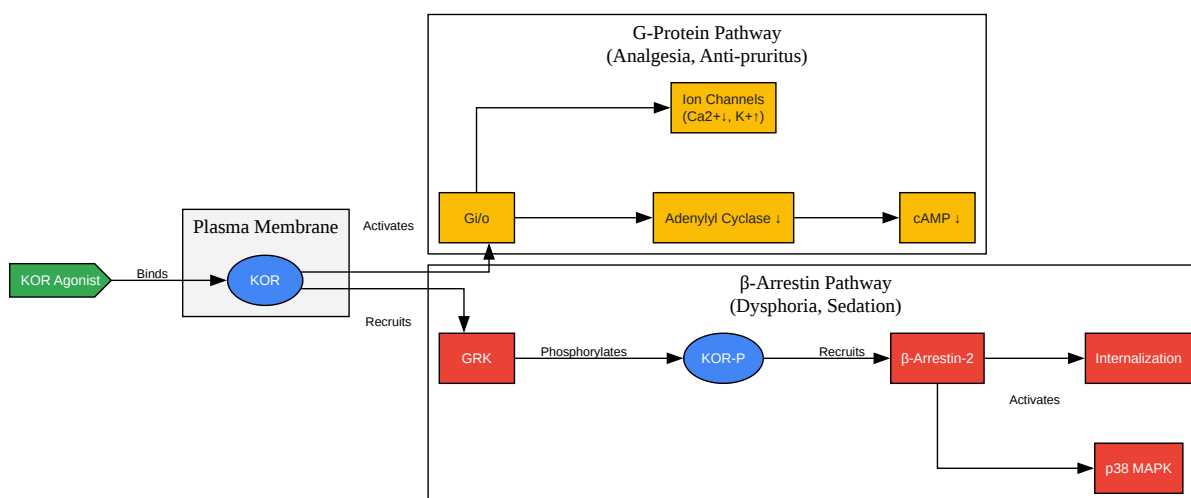 G-Protein Pathway
(Analgesia, Anti-pruritus)
Ion Channels
(Ca2+↓, K+↑)
Plasma Membrane
Activates
Gi/o
Adenylyl Cyclase ↓
cAMP ↓
KOR Agonist
Binds
KOR
Recruits
β-Arrestin Pathway
(Dysphoria, Sedation)
GRK
Phosphorylates
KOR-P
Recruits
β-Arrestin-2
Internalization
Activates
p38 MAPK